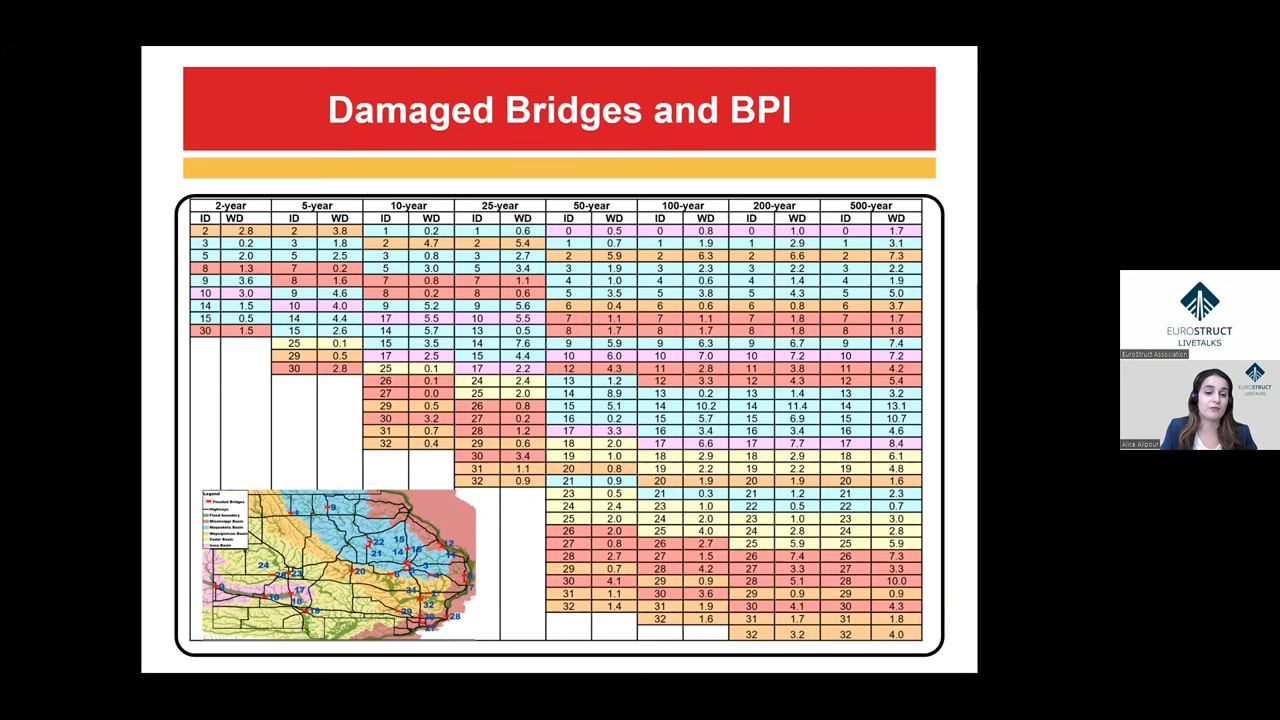 Damaged Bridges and BPI
2-year 5-year 10-year 25-year 50-year 100-year 200-year 500-year
ID WD ID WD ID WD ID WD ID WD ID WD ID WD ID WD
2 2.8 2 3.8 1 0.2 1 0.6 0 0.5 0 0.8 0 1.0 0 1.7
3 0.2 3 1.8 2 4.7 2 5.4 1 0.7 1 1.9 1 2.9 1 3.1
5 2.0 5 2.5 3 0.8 3 2.7 2 5.9 2 6.3 2 6.6 2 7.3
8 1.3 7 0.2 5 3.0 5 3.4 3 1.9 3 2.3 3 2.2 3 2.2
9 3.6 8 1.6 7 0.8 7 1.1 4 1.0 4 0.6 4 1.4 4 1.9
10 3.0 9 4.6 8 0.2 8 0.6 5 3.5 5 3.8 5 4.3 5 5.0
14 1.5 10 4.0 9 5.2 9 5.6 6 0.4 6 0.6 6 0.8 6 3.7
15 0.5 14 4.4 17 5.5 10 5.5 7 1.1 7 1.1 7 1.8 7 1.7
30 1.5 15 2.6 14 5.7 13 0.5 8 1.7 8 1.7 8 1.8 8 1.8
25 0.1 15 3.5 14 7.6 9 5.9 9 6.3 9 6.7 9 7.4
29 0.5 17 2.5 15 4.4 10 6.0 10 7.0 10 7.2 10 7.2
30 2.8 25 0.1 17 2.2 12 4.3 11 2.8 11 3.8 11 4.2
26 0.1 24 2.4 13 1.2 12 3.3 12 4.3 12 5.4
27 0.0 25 2.0 14 8.9 13 0.2 13 1.4 13 3.2
29 0.5 26 0.8 15 5.1 14 10.2 14 11.4 14 13.1
30 3.2 27 0.2 16 0.2 15 5.7 15 6.9 15 10.7
31 0.7 28 1.2 17 3.3 16 3.4 16 3.4 16 4.6
32 0.4 29 0.6 18 2.0 17 6.6 17 7.7 17 8.4
30 3.4 19 1.0 18 2.9 18 2.9 18 6.1
31 1.1 20 0.8 19 2.2 19 2.2 19 4.8
32 0.9 21 0.9 20 1.9 20 1.9 20 1.6
23 0.5 21 0.3 21 1.2 21 2.3
24 2.4 23 1.0 22 0.5 22 0.7
25 2.0 24 2.0 23 1.0 23 3.0
26 2.0 25 4.0 24 2.8 24 2.8
27 0.8 26 2.7 25 5.9 25 5.9
28 2.7 27 1.5 26 7.4 26 7.3
29 0.7 28 4.2 27 3.3 27 3.3
30 4.1 29 0.9 28 5.1 28 10.0
31 1.1 30 3.6 29 0.9 29 0.9
32 1.4 31 1.9 30 4.1 30 4.3
32 1.6 31 1.7 31 1.8
32 3.2 32 4.0
Legend
Flooded Bridges
Highways
Flood boundary
Mississippi Basin
Maquoketa Basin
Wapsipinicon Basin
Cedar Basin
Iowa Basin
EUROSTRUCT
LIVETALKS
EuroStruct Association
EUROSTRUCT
LIVETALKS
Alice Alipour